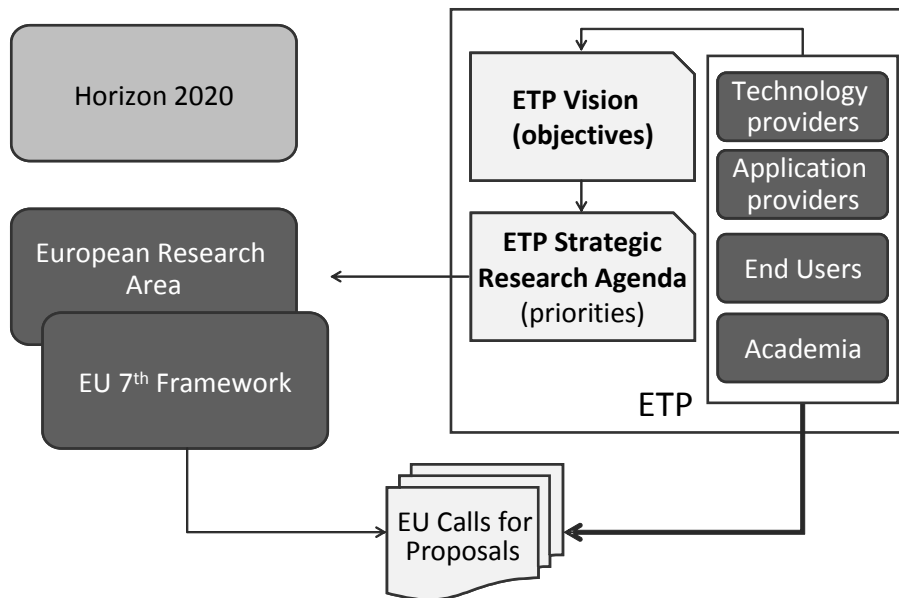 Horizon 2020
European Research
Area
EU 7th Framework
ETP Vision
(objectives)
ETP Strategic
Research Agenda
(priorities)
Technology
providers
Application
providers
End Users
Academia
ETP
EU Calls for
Proposals